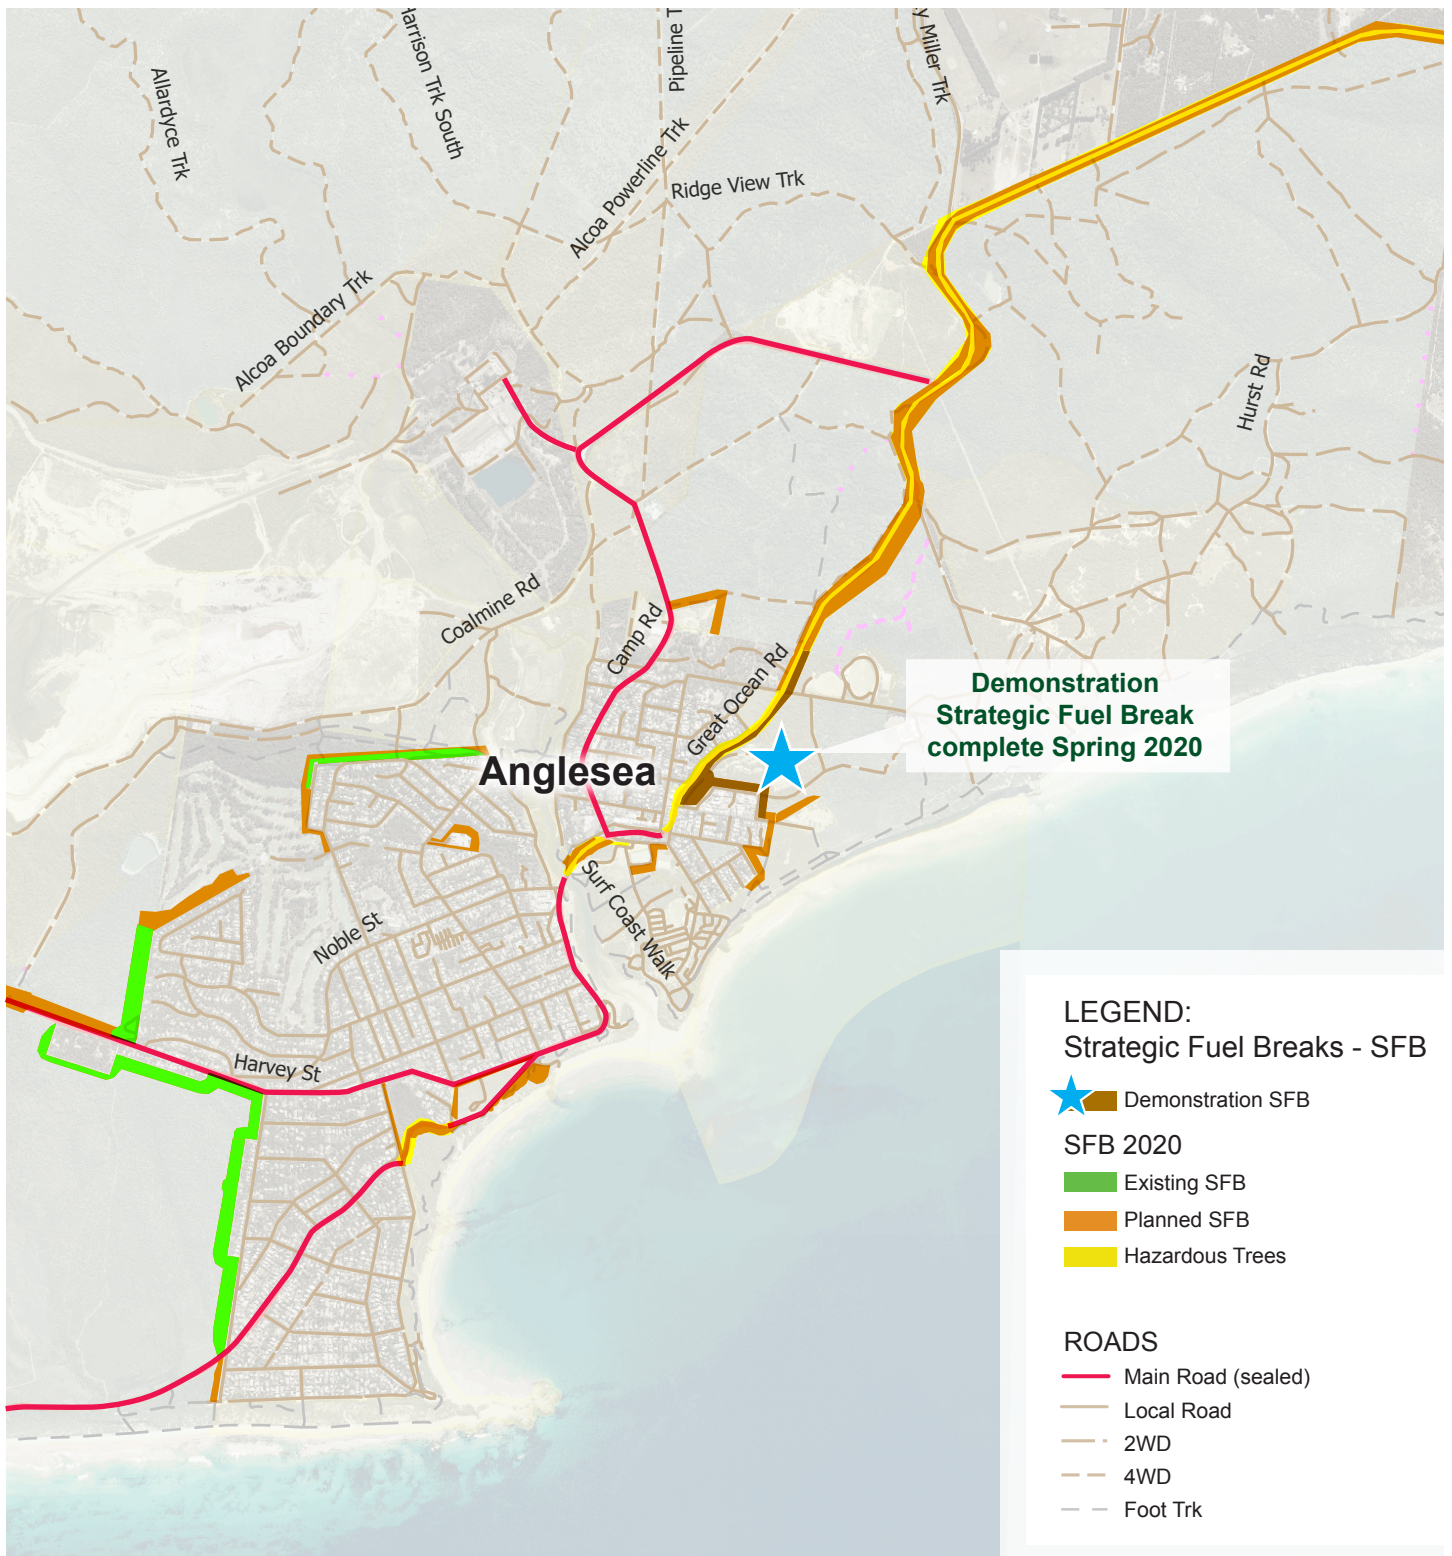 Harrison Trk South
Pipeline T
y Miller Trk
Allardyce Trk
Alcoa Powerline Trk
Ridge View Trk
Alcoa Boundary Trk
Hurst Rd
Coalmine Rd
Camp Rd
Great Ocean Rd
Demonstration
Strategic Fuel Break
complete Spring 2020
Anglesea
Surf Coast Walk
Noble St
Harvey St
LEGEND:
Strategic Fuel Breaks - SFB
Demonstration SFB
SFB 2020
Existing SFB
Planned SFB
Hazardous Trees
ROADS
Main Road (sealed)
Local Road
2WD
4WD
Foot Trk